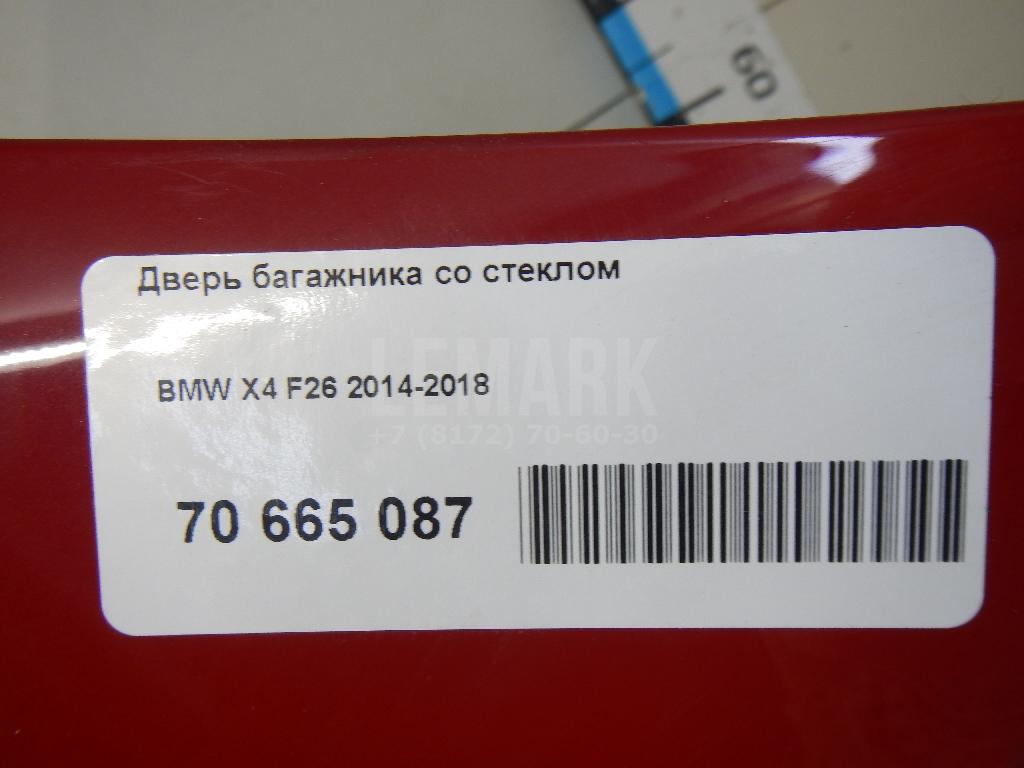 60
Дверь багажника со стеклом
LEMARK
BMW X4 F26 2014-2018
+7 (8172) 70-60-30
70 665 087